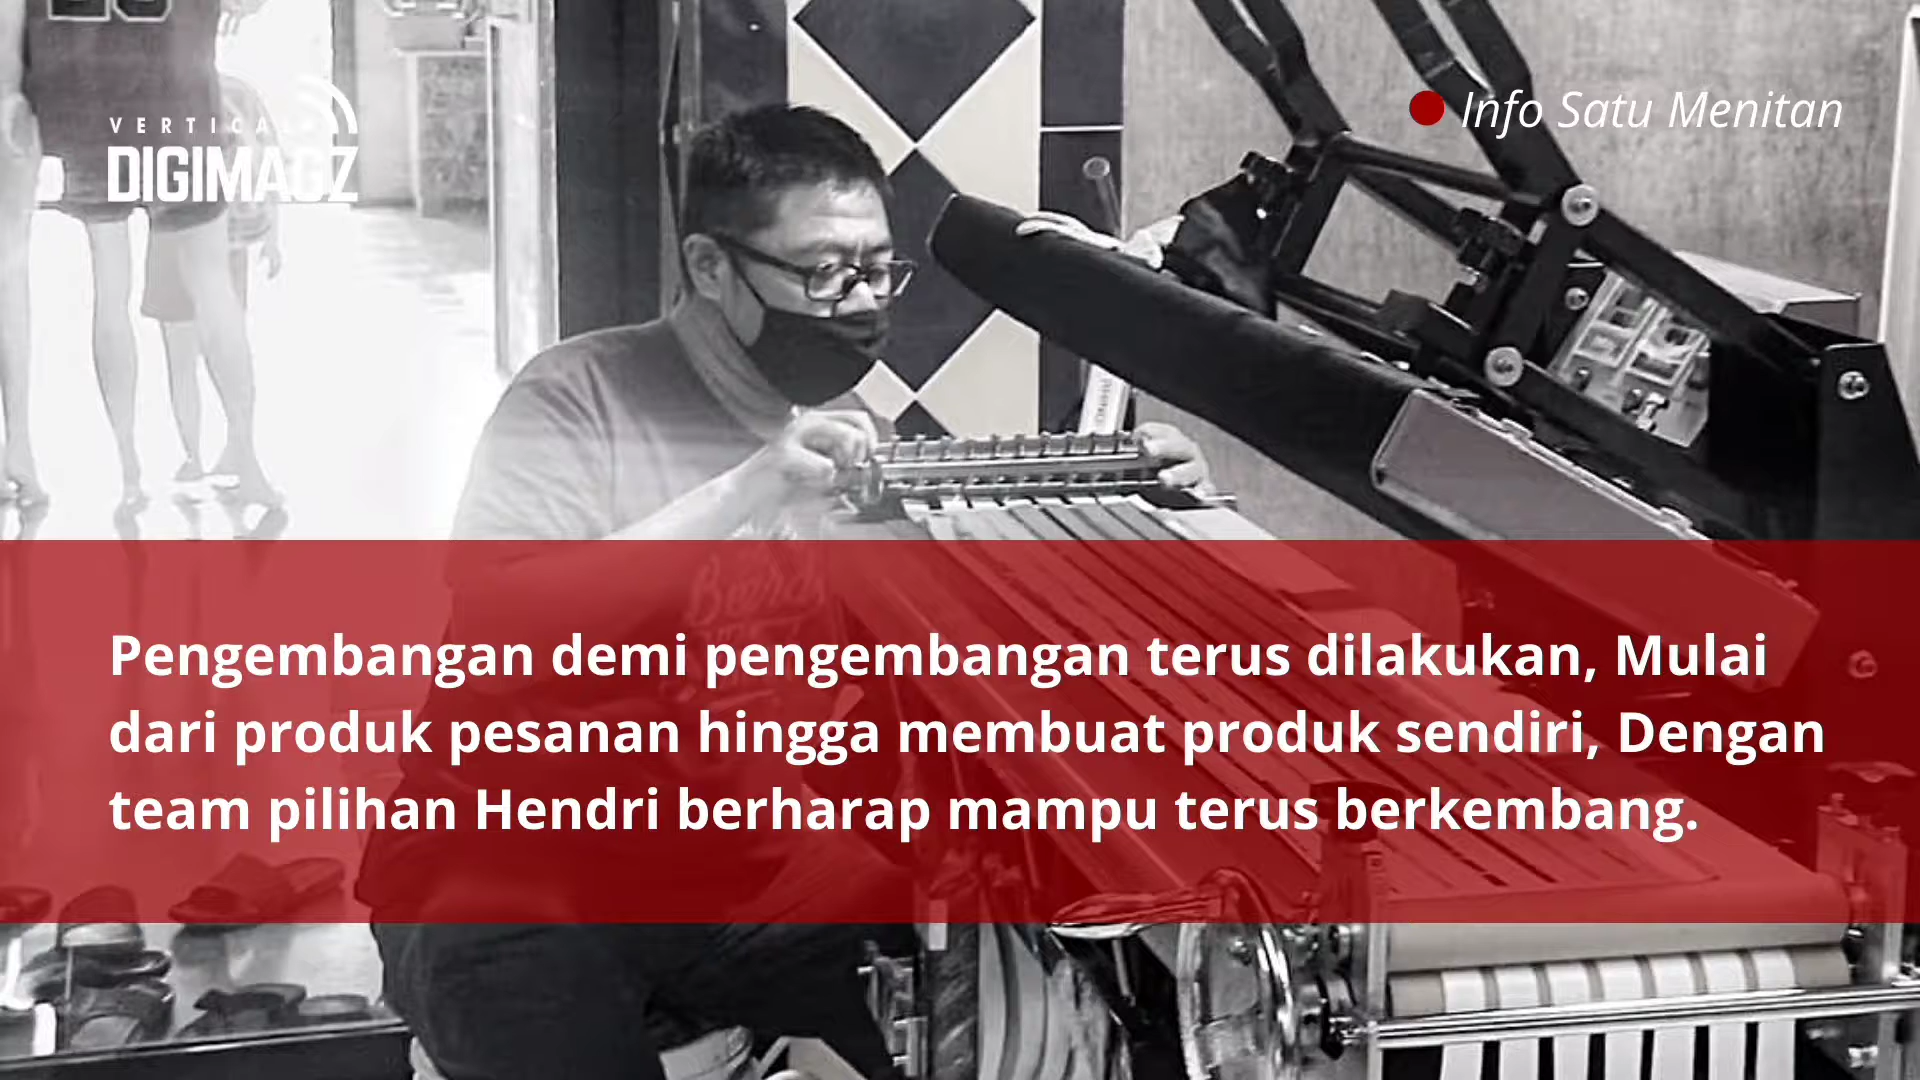 VERTICAL
DIGIMAGZ
Info Satu Menitan
Pengembangan demi pengembangan terus dilakukan, Mulai
dari produk pesanan hingga membuat produk sendiri, Dengan
team pilihan Hendri berharap mampu terus berkembang.